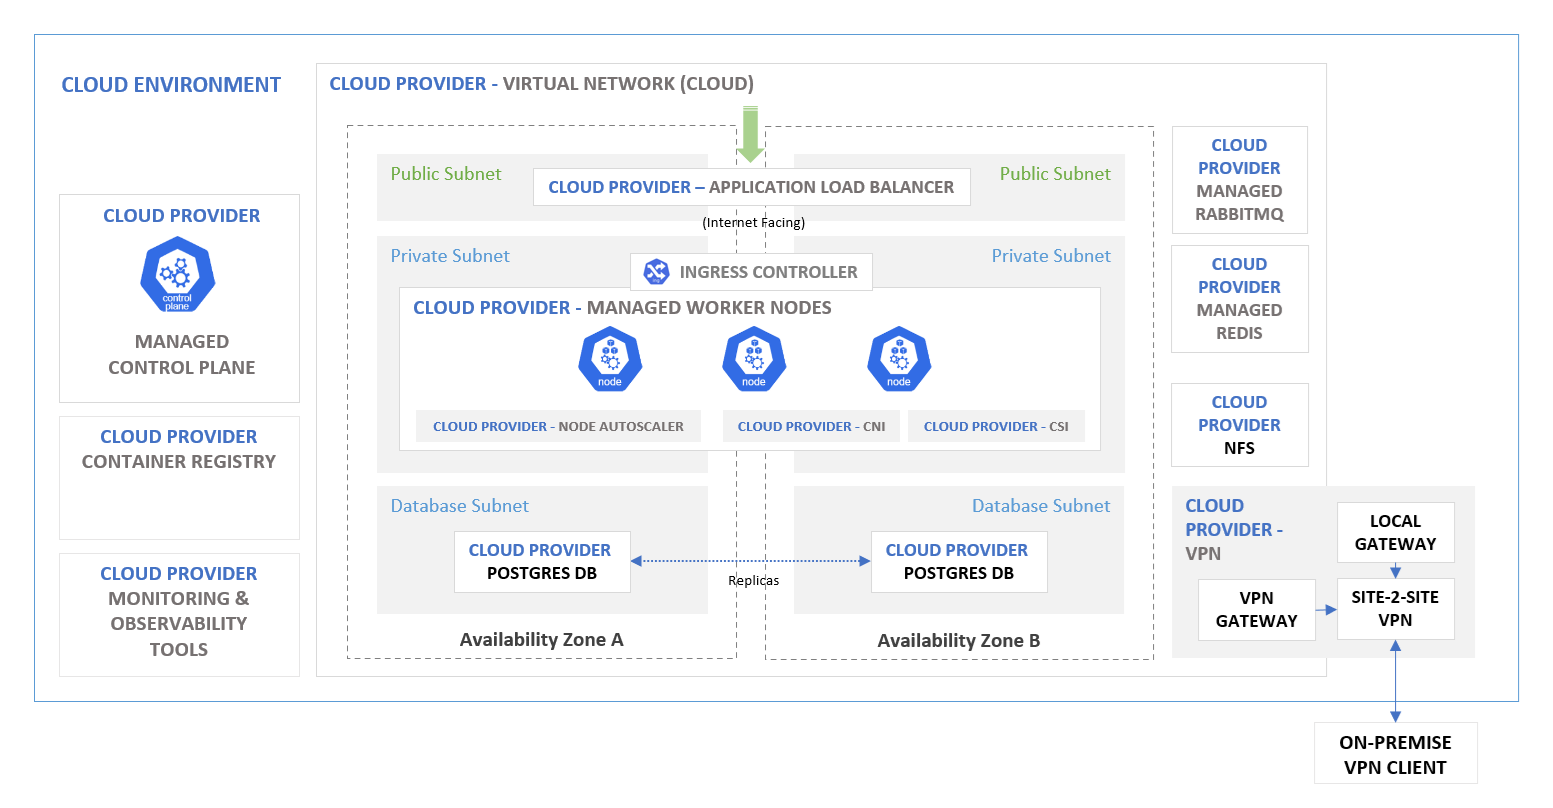 CLOUD ENVIRONMENT
CLOUD PROVIDER
control
plane
MANAGED
CONTROL PLANE
CLOUD PROVIDER
CONTAINER REGISTRY
CLOUD PROVIDER
MONITORING &
OBSERVABILITY
TOOLS
CLOUD PROVIDER - VIRTUAL NETWORK (CLOUD)
Public Subnet
Public Subnet
CLOUD PROVIDER – APPLICATION LOAD BALANCER
(Internet Facing)
Private Subnet
Private Subnet
INGRESS CONTROLLER
CLOUD PROVIDER - MANAGED WORKER NODES
node
node
node
CLOUD PROVIDER - NODE AUTOSCALER
CLOUD PROVIDER - CNI
CLOUD PROVIDER - CSI
Database Subnet
Database Subnet
CLOUD PROVIDER
POSTGRES DB
Replicas
CLOUD PROVIDER
POSTGRES DB
Availability Zone A
Availability Zone B
CLOUD
PROVIDER
MANAGED
RABBITMQ
CLOUD
PROVIDER
MANAGED
REDIS
CLOUD
PROVIDER
NFS
CLOUD
PROVIDER -
VPN
LOCAL
GATEWAY
VPN
GATEWAY
SITE-2-SITE
VPN
ON-PREMISE
VPN CLIENT